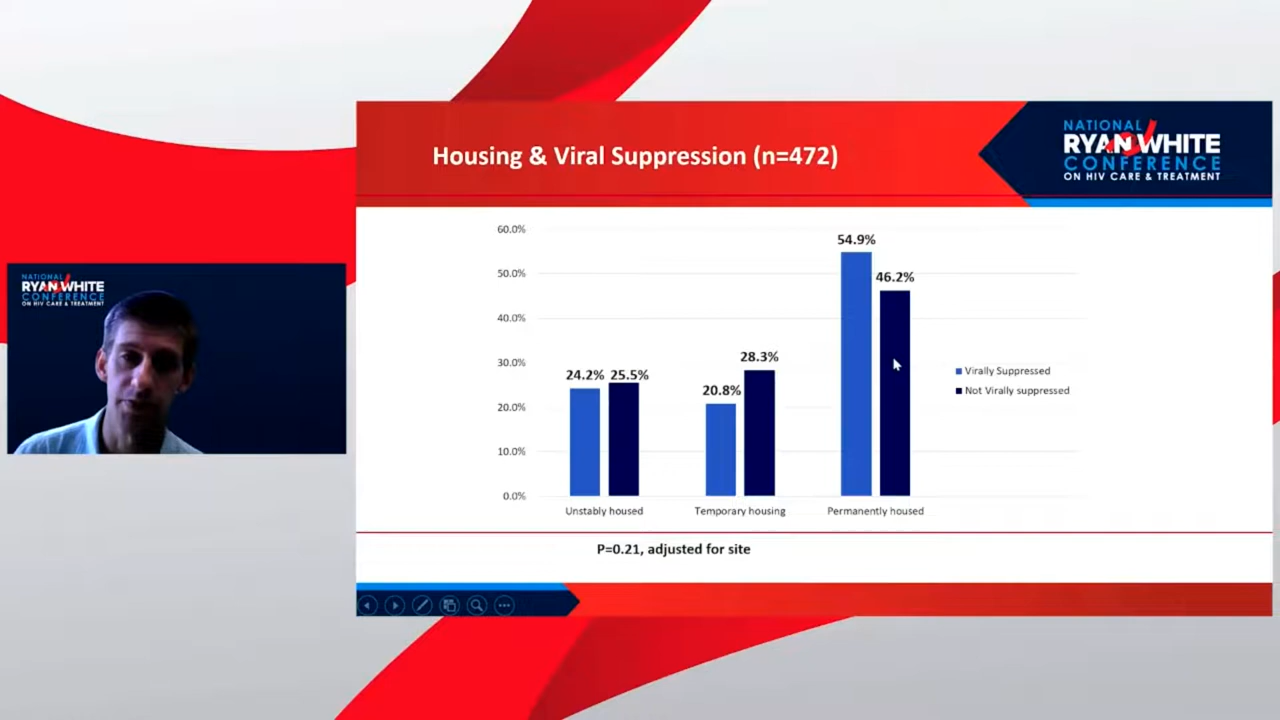 NATIONAL
RYAN WHITE
CONFERENCE
ON HIV CARE & TREATMENT
Housing & Viral Suppression (n=472)
NATIONAL
RYAN WHITE
CONFERENCE
ON HIV CARE & TREATMENT
60.0%
50.0%
40.0%
30.0%
20.0%
10.0%
0.0%
24.2%
25.5%
20.8%
28.3%
54.9%
46.2%
Unstably housed
Temporary housing
Permanently housed
Virally Suppressed
Not Virally suppressed
P=0.21, adjusted for site